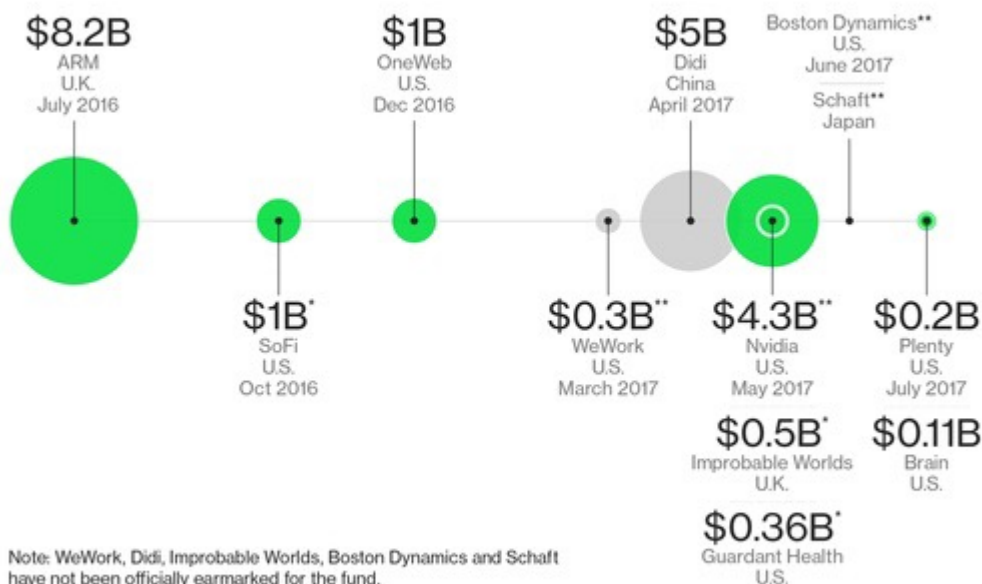 $8.2B
ARM
U.K.
July 2016
$1B
OneWeb
U.S.
Dec 2016
$5B
Didi
China
April 2017
Boston Dynamics**
U.S.
June 2017
Schaft**
Japan
$1B*
SoFi
U.S.
Oct 2016
$0.3B**
WeWork
U.S.
March 2017
$4.3B**
Nvidia
U.S.
May 2017
$0.5B*
Improbable Worlds
U.K.
$0.36B*
Guardant Health
U.S.
$0.2B
Plenty
U.S.
July 2017
$0.11B
Brain
U.S.
Note: WeWork, Didi, Improbable Worlds, Boston Dynamics and Schaft
have not been officially earmarked for the fund.